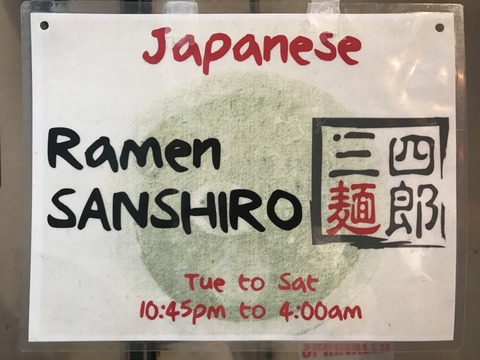 Japanese
Ramen
SANSHIRO
三四
麺郎
Tue to Sat
10:45pm to 4:00am